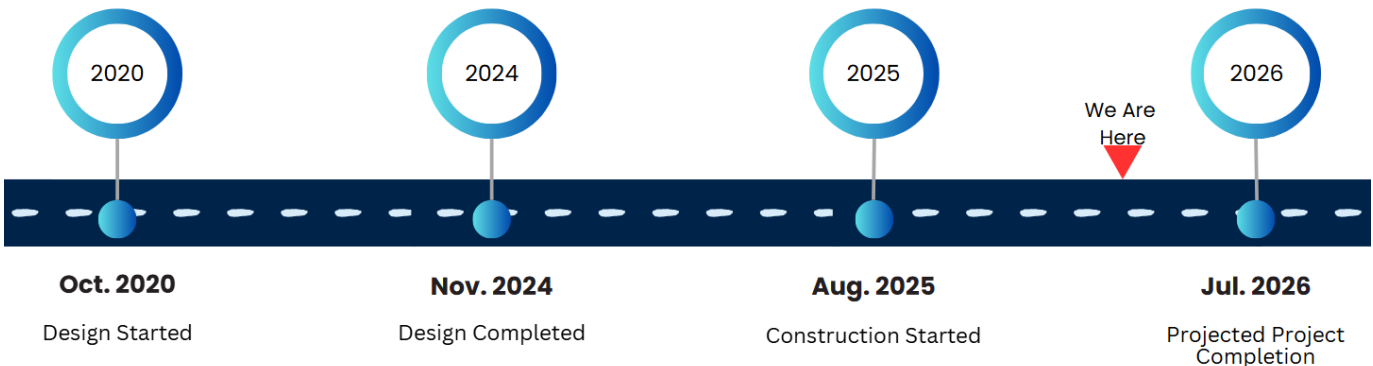 2020
2024
2025
2026
We Are
Here
Oct. 2020
Nov. 2024
Aug. 2025
Jul. 2026
Design Started
Design Completed
Construction Started
Projected Project
Completion